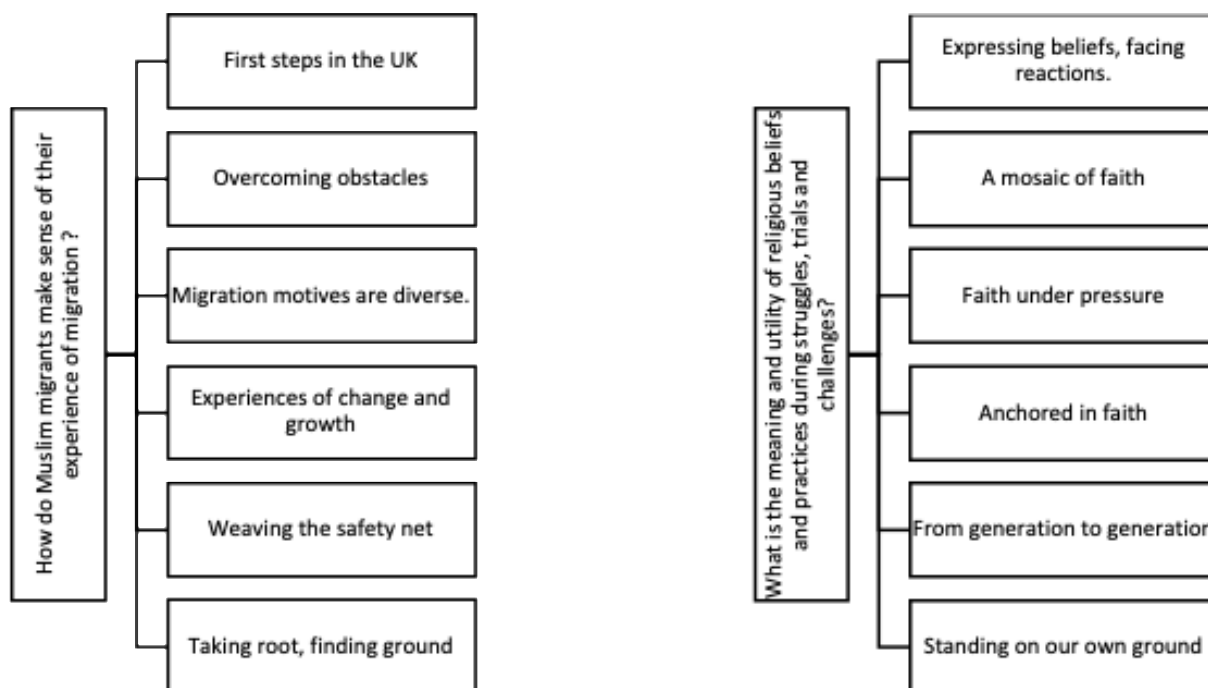 How do Muslim migrants make sense of their
experience of migration ?
First steps in the UK
Overcoming obstacles
Migration motives are diverse.
Experiences of change and
growth
Weaving the safety net
Taking root, finding ground
What is the meaning and utility of religious beliefs
and practices during struggles, trials and
challenges?
Expressing beliefs, facing
reactions.
A mosaic of faith
Faith under pressure
Anchored in faith
From generation to generation
Standing on our own ground